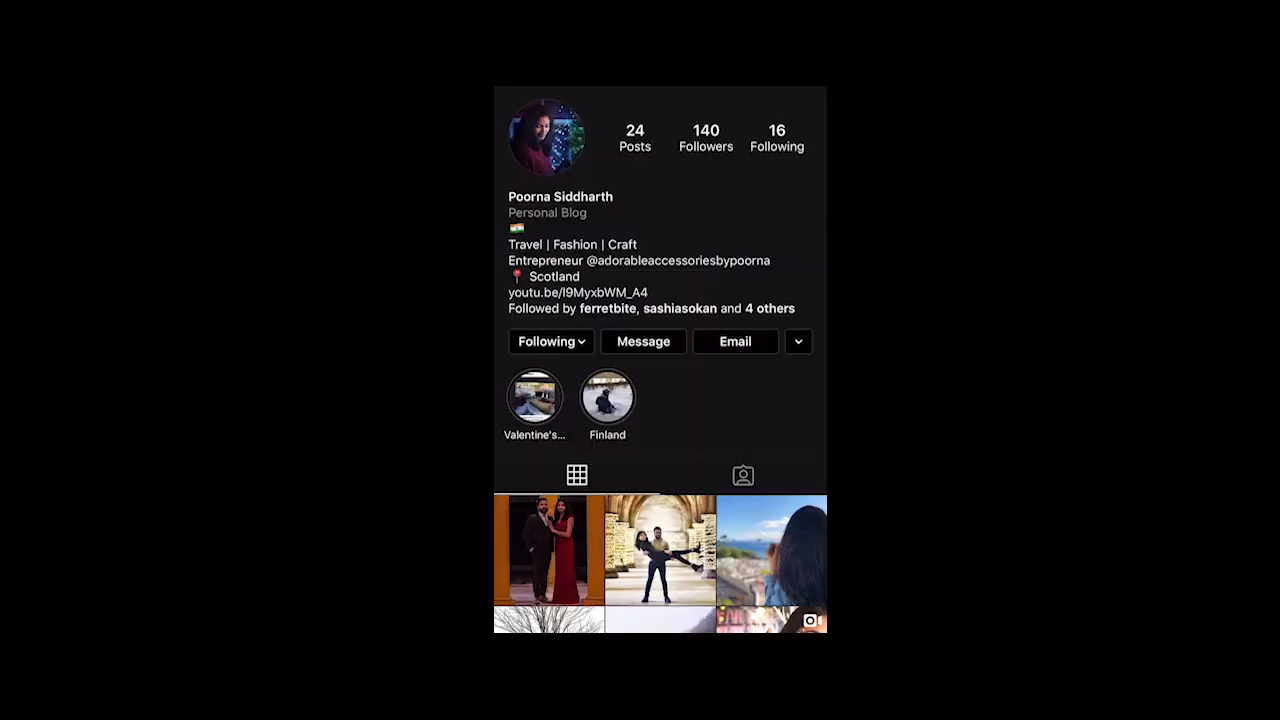 24 140 16
Posts Followers Following
Poorna Siddharth
Personal Blog
🇮🇳
Travel | Fashion | Craft
Entrepreneur @adorableaccessoriesbypoorna
📍 Scotland
youtu.be/l9MyxbWM_A4
Followed by ferretbite, sashiasokan and 4 others
Following Message Email
Valentine's... Finland